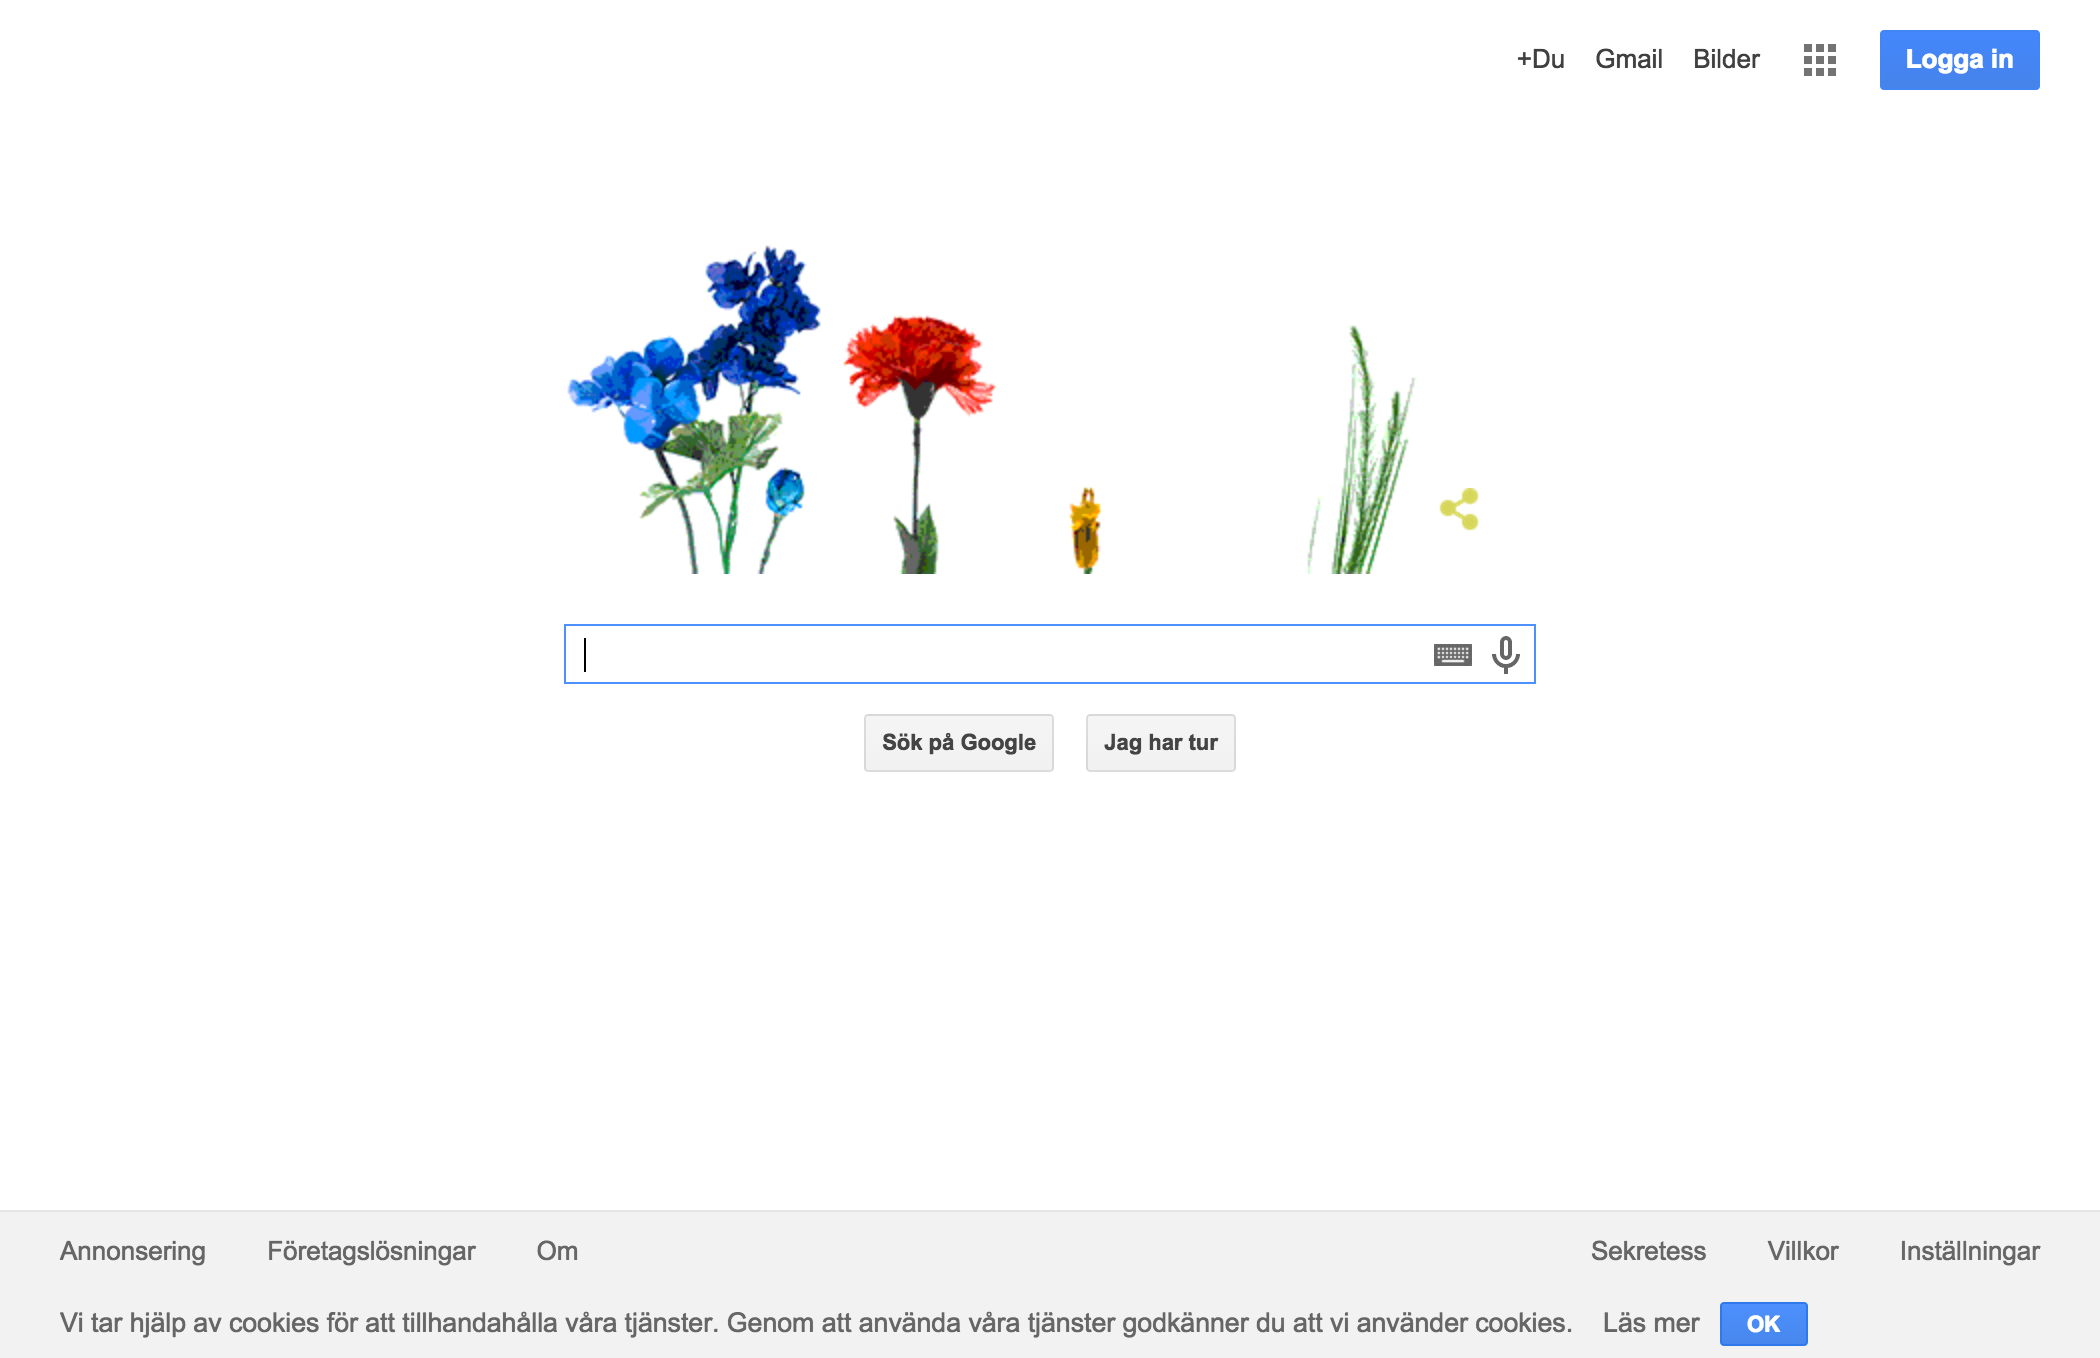 +Du Gmail Bilder Logga in
Sök på Google Jag har tur
Annonsering Företagslösningar Om Sekretess Villkor Inställningar
Vi tar hjälp av cookies för att tillhandahålla våra tjänster. Genom att använda våra tjänster godkänner du att vi använder cookies. Läs mer OK